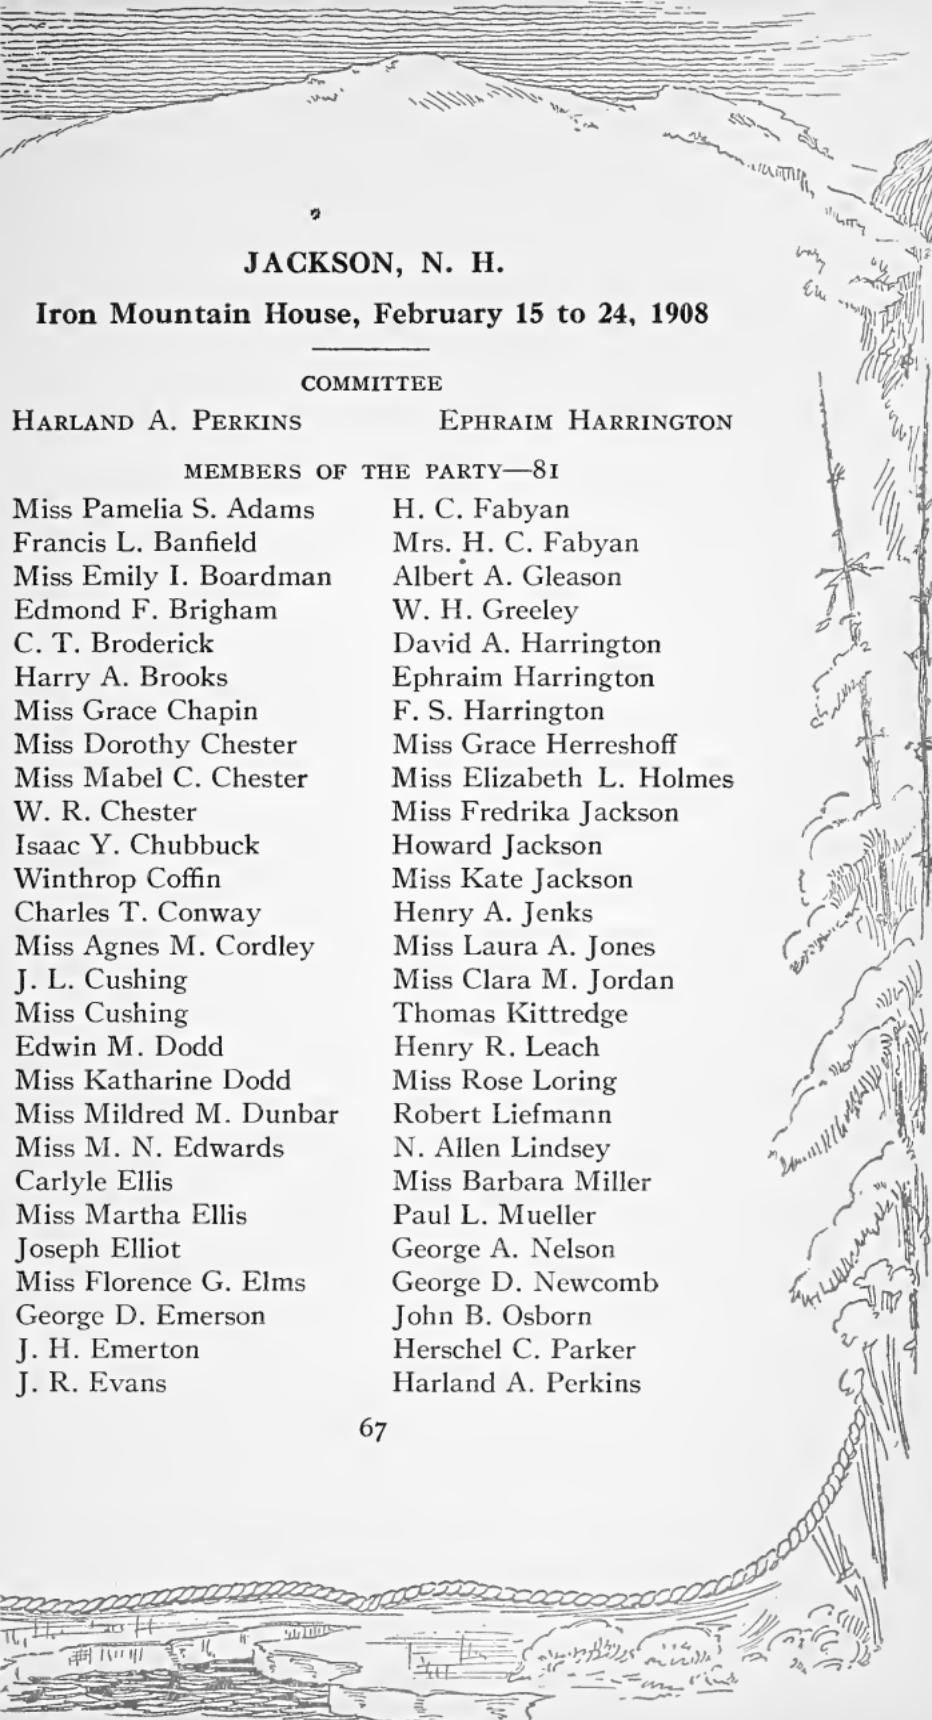 JACKSON, N. H.
Iron Mountain House, February 15 to 24, 1908
COMMITTEE
HARLAND A. PERKINS
EPHRAIM HARRINGTON
MEMBERS OF THE PARTY—81
Miss Pamelia S. Adams
Francis L. Banfield
Miss Emily I. Boardman
Edmond F. Brigham
C. T. Broderick
Harry A. Brooks
Miss Grace Chapin
Miss Dorothy Chester
Miss Mabel C. Chester
W. R. Chester
Isaac Y. Chubbuck
Winthrop Coffin
Charles T. Conway
Miss Agnes M. Cordley
J. L. Cushing
Miss Cushing
Edwin M. Dodd
Miss Katharine Dodd
Miss Mildred M. Dunbar
Miss M. N. Edwards
Carlyle Ellis
Miss Martha Ellis
Joseph Elliot
Miss Florence G. Elms
George D. Emerson
J. H. Emerton
J. R. Evans
H. C. Fabyan
Mrs. H. C. Fabyan
Albert A. Gleason
W. H. Greeley
David A. Harrington
Ephraim Harrington
F. S. Harrington
Miss Grace Herreshoff
Miss Elizabeth L. Holmes
Miss Fredrika Jackson
Howard Jackson
Miss Kate Jackson
Henry A. Jenks
Miss Laura A. Jones
Miss Clara M. Jordan
Thomas Kittredge
Henry R. Leach
Miss Rose Loring
Robert Liefmann
N. Allen Lindsey
Miss Barbara Miller
Paul L. Mueller
George A. Nelson
George D. Newcomb
John B. Osborn
Herschel C. Parker
Harland A. Perkins
67